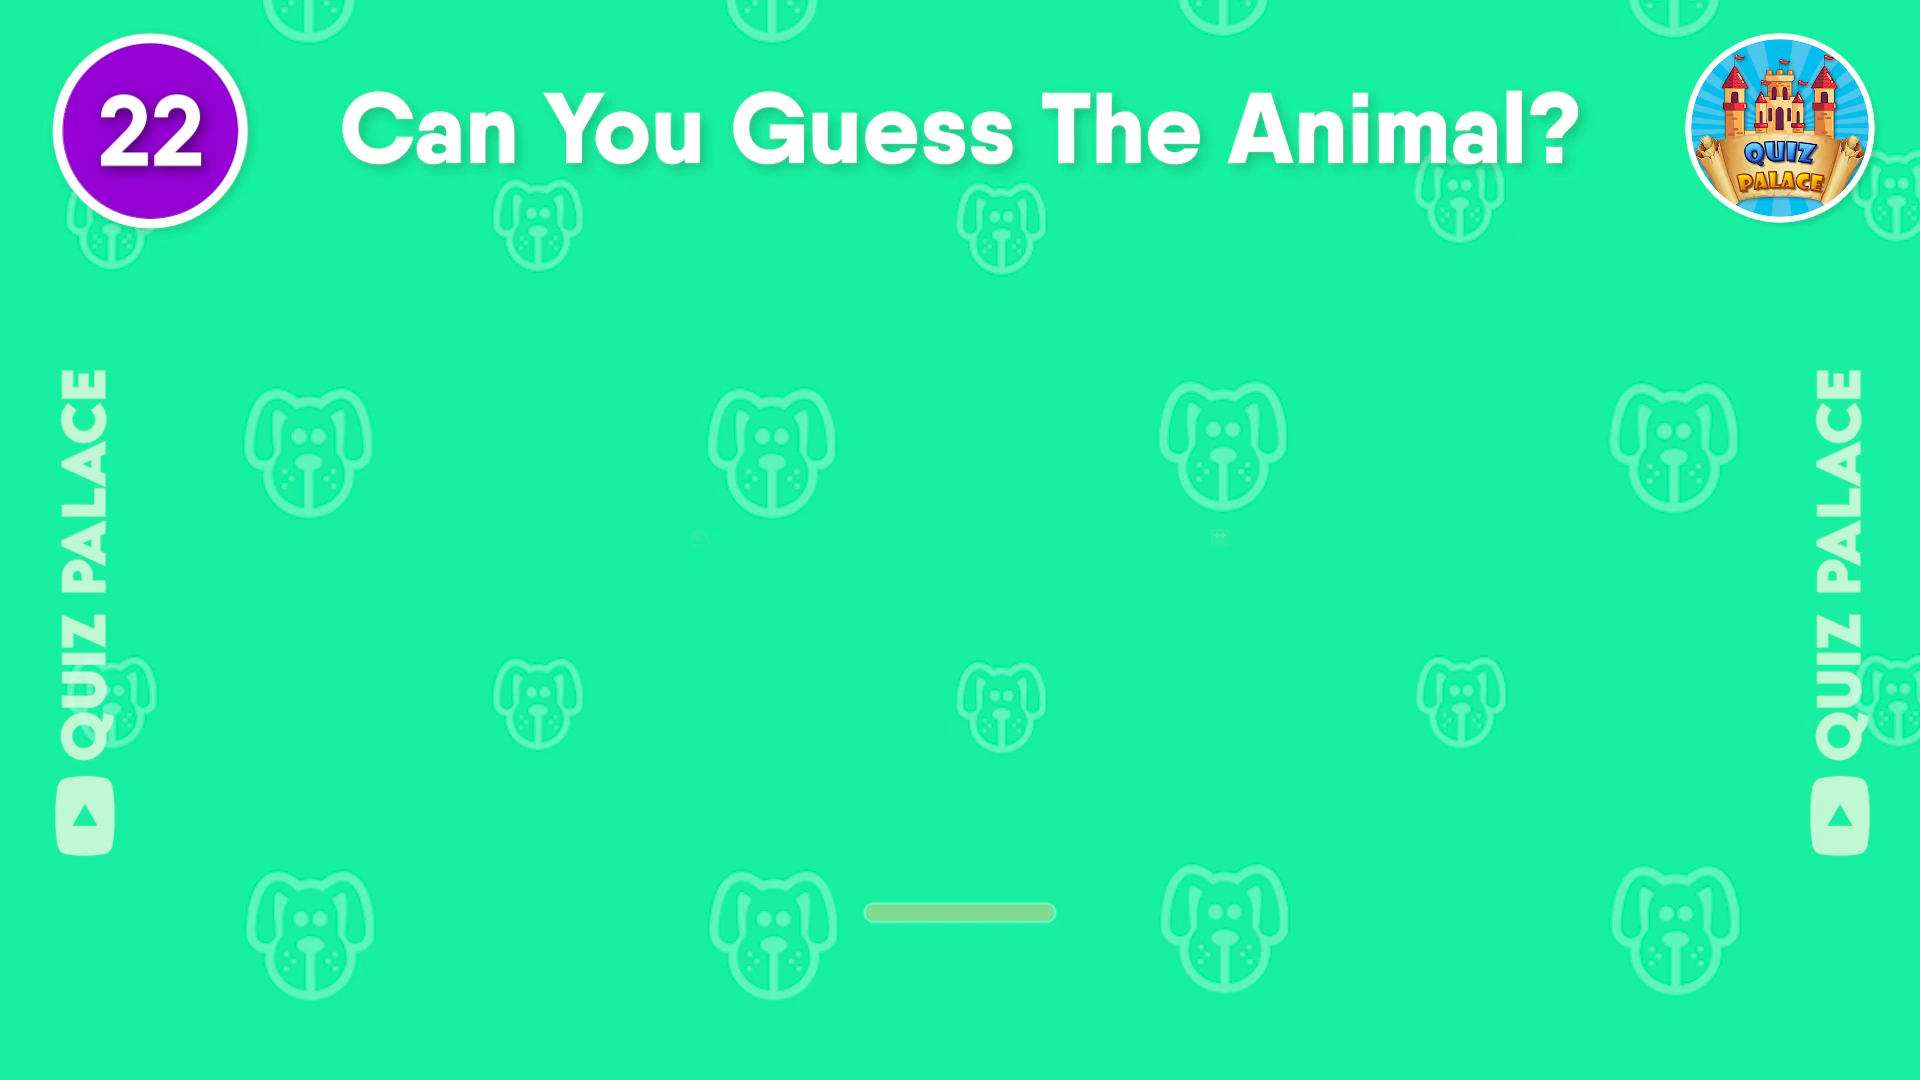 22
Can You Guess The Animal?
QUIZ
PALACE
QUIZ PALACE
QUIZ PALACE